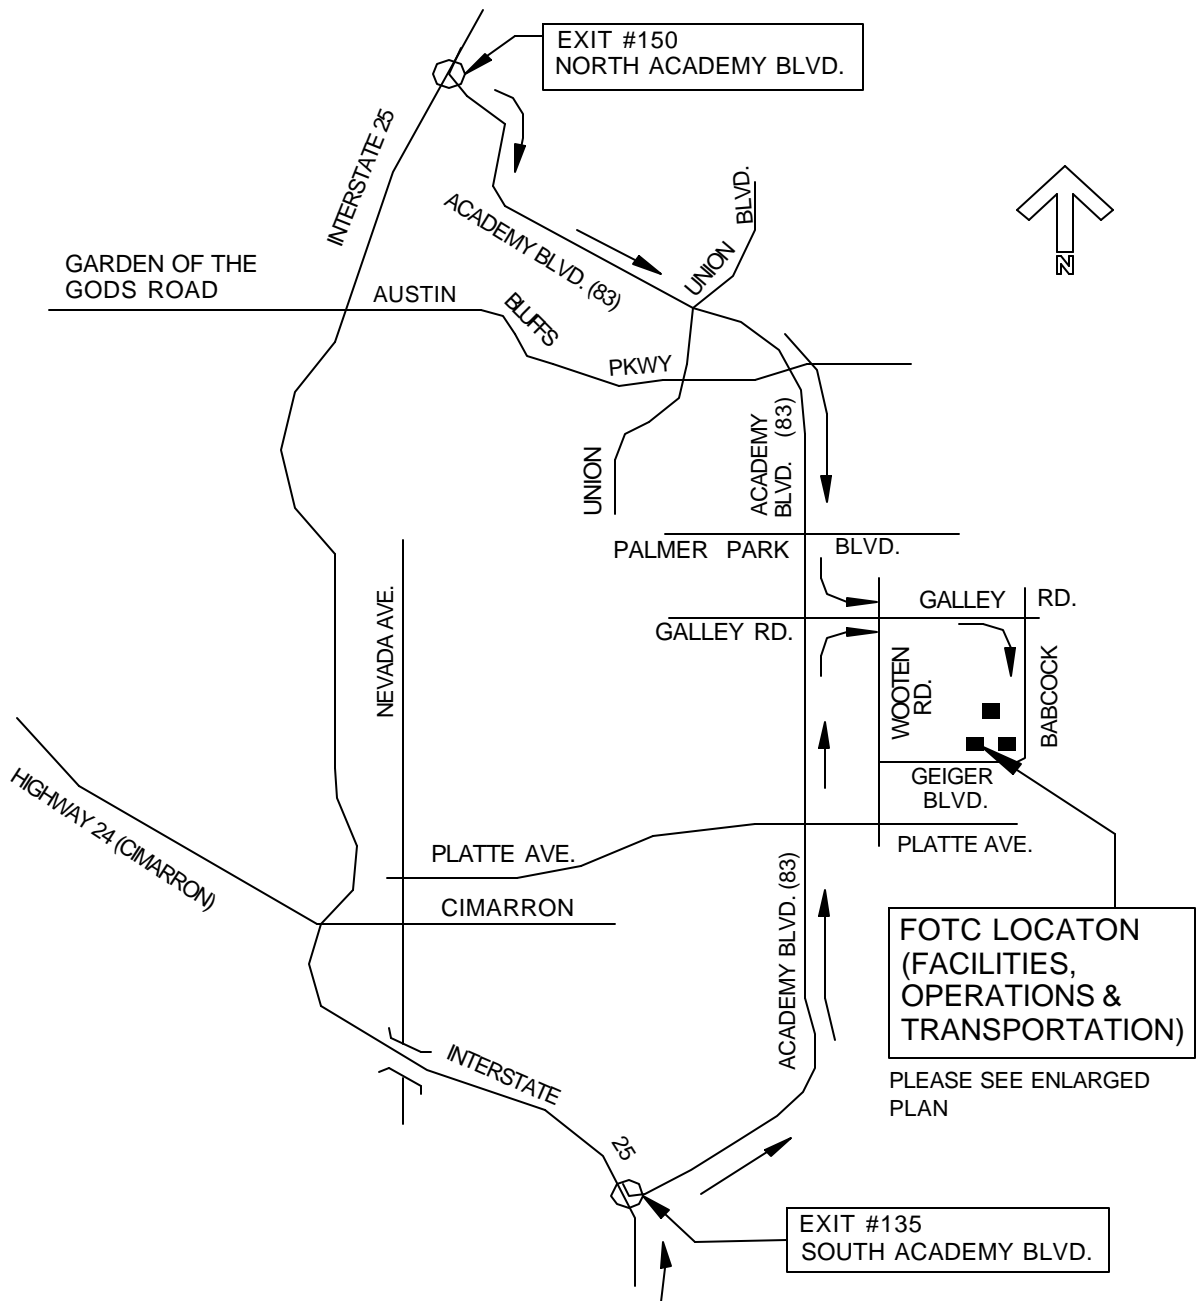 EXIT #150
NORTH ACADEMY BLVD.
INTERSTATE 25
ACADEMY BLVD. (83)
UNION
BLVD.
N
GARDEN OF THE
GODS ROAD
AUSTIN
BLUFFS
PKWY
UNION
ACADEMY
BLVD. (83)
PALMER PARK
BLVD.
GALLEY
RD.
GALLEY RD.
NEVADA AVE.
WOOTEN
RD.
BABCOCK
GEIGER
BLVD.
HIGHWAY 24 (CIMARRON)
PLATTE AVE.
PLATTE AVE.
CIMARRON
ACADEMY BLVD. (83)
FOTC LOCATON
(FACILITIES,
OPERATIONS &
TRANSPORTATION)
PLEASE SEE ENLARGED
PLAN
INTERSTATE
25
EXIT #135
SOUTH ACADEMY BLVD.